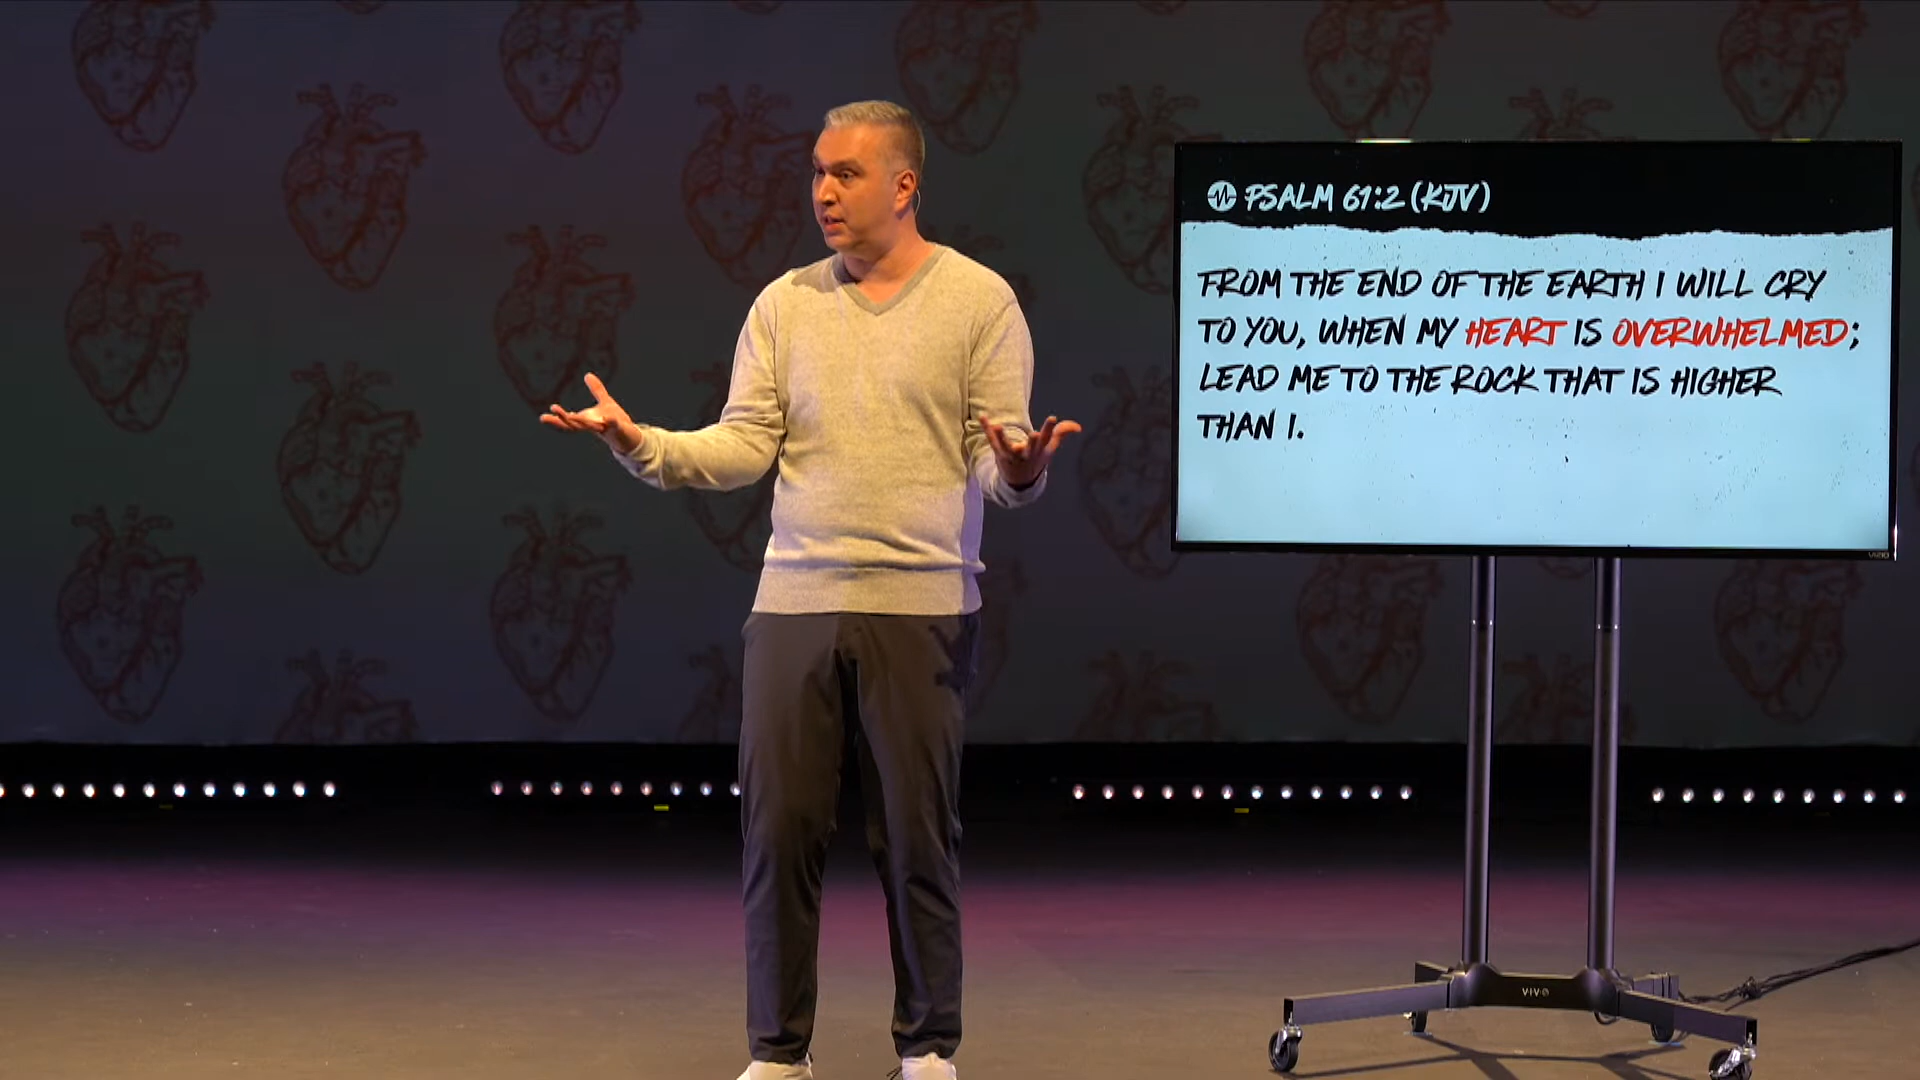 PSALM 61:2 (KJV)
FROM THE END OF THE EARTH I WILL CRY
TO YOU, WHEN MY HEART IS OVERWHELMED;
LEAD ME TO THE ROCK THAT IS HIGHER
THAN I.
VIZIO
VIVO